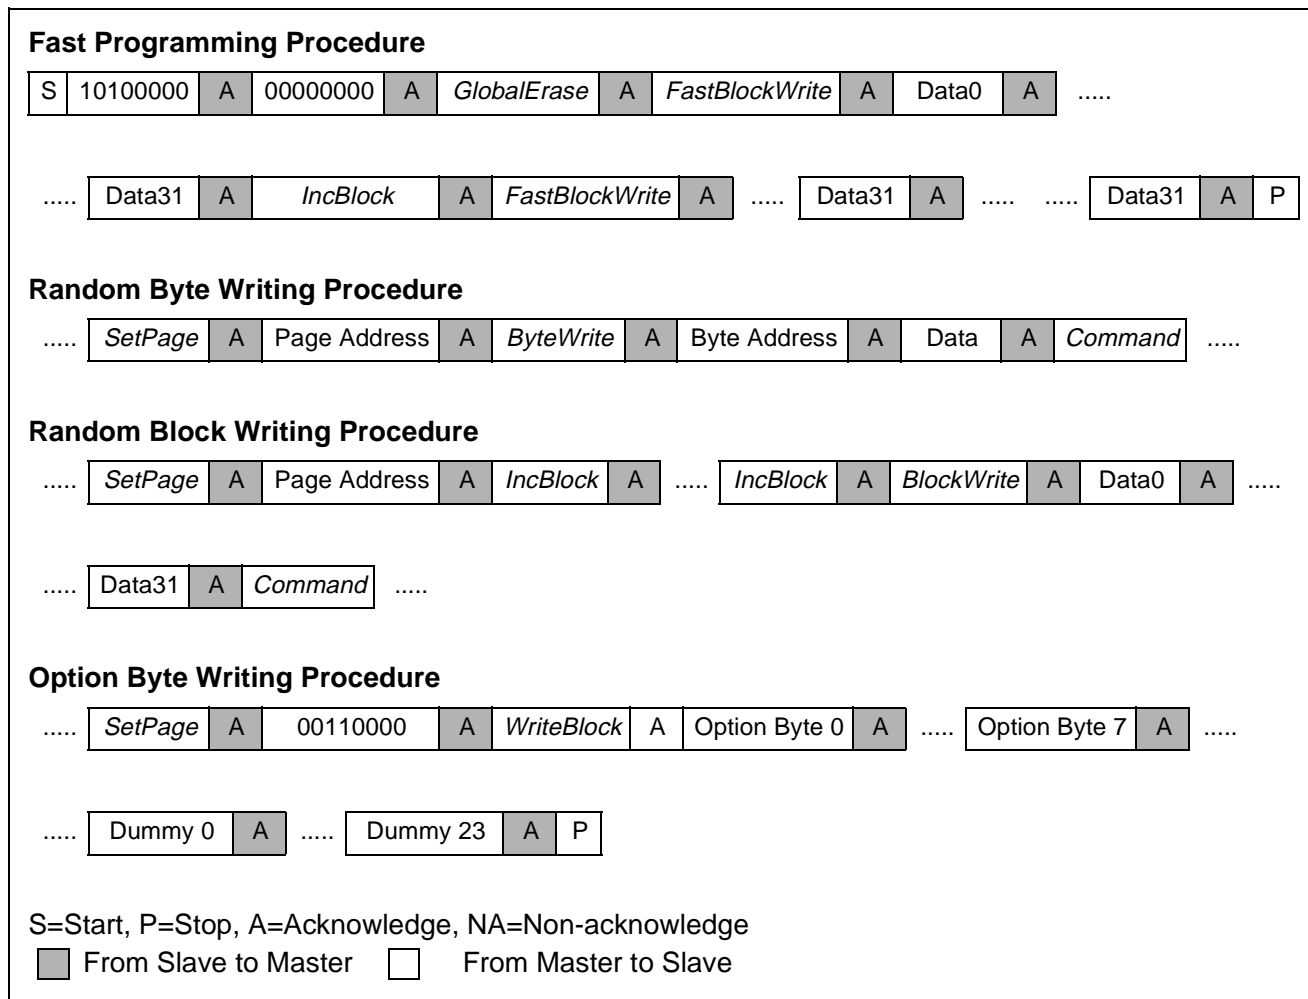 Fast Programming Procedure
S 10100000 A 00000000 A GlobalErase A FastBlockWrite A Data0 A .....
..... Data31 A IncBlock A FastBlockWrite A ..... Data31 A ..... ..... Data31 A P
Random Byte Writing Procedure
..... SetPage A Page Address A ByteWrite A Byte Address A Data A Command .....
Random Block Writing Procedure
..... SetPage A Page Address A IncBlock A ..... IncBlock A BlockWrite A Data0 A .....
..... Data31 A Command .....
Option Byte Writing Procedure
..... SetPage A 00110000 A WriteBlock A Option Byte 0 A ..... Option Byte 7 A .....
..... Dummy 0 A ..... Dummy 23 A P
S=Start, P=Stop, A=Acknowledge, NA=Non-acknowledge
From Slave to Master From Master to Slave